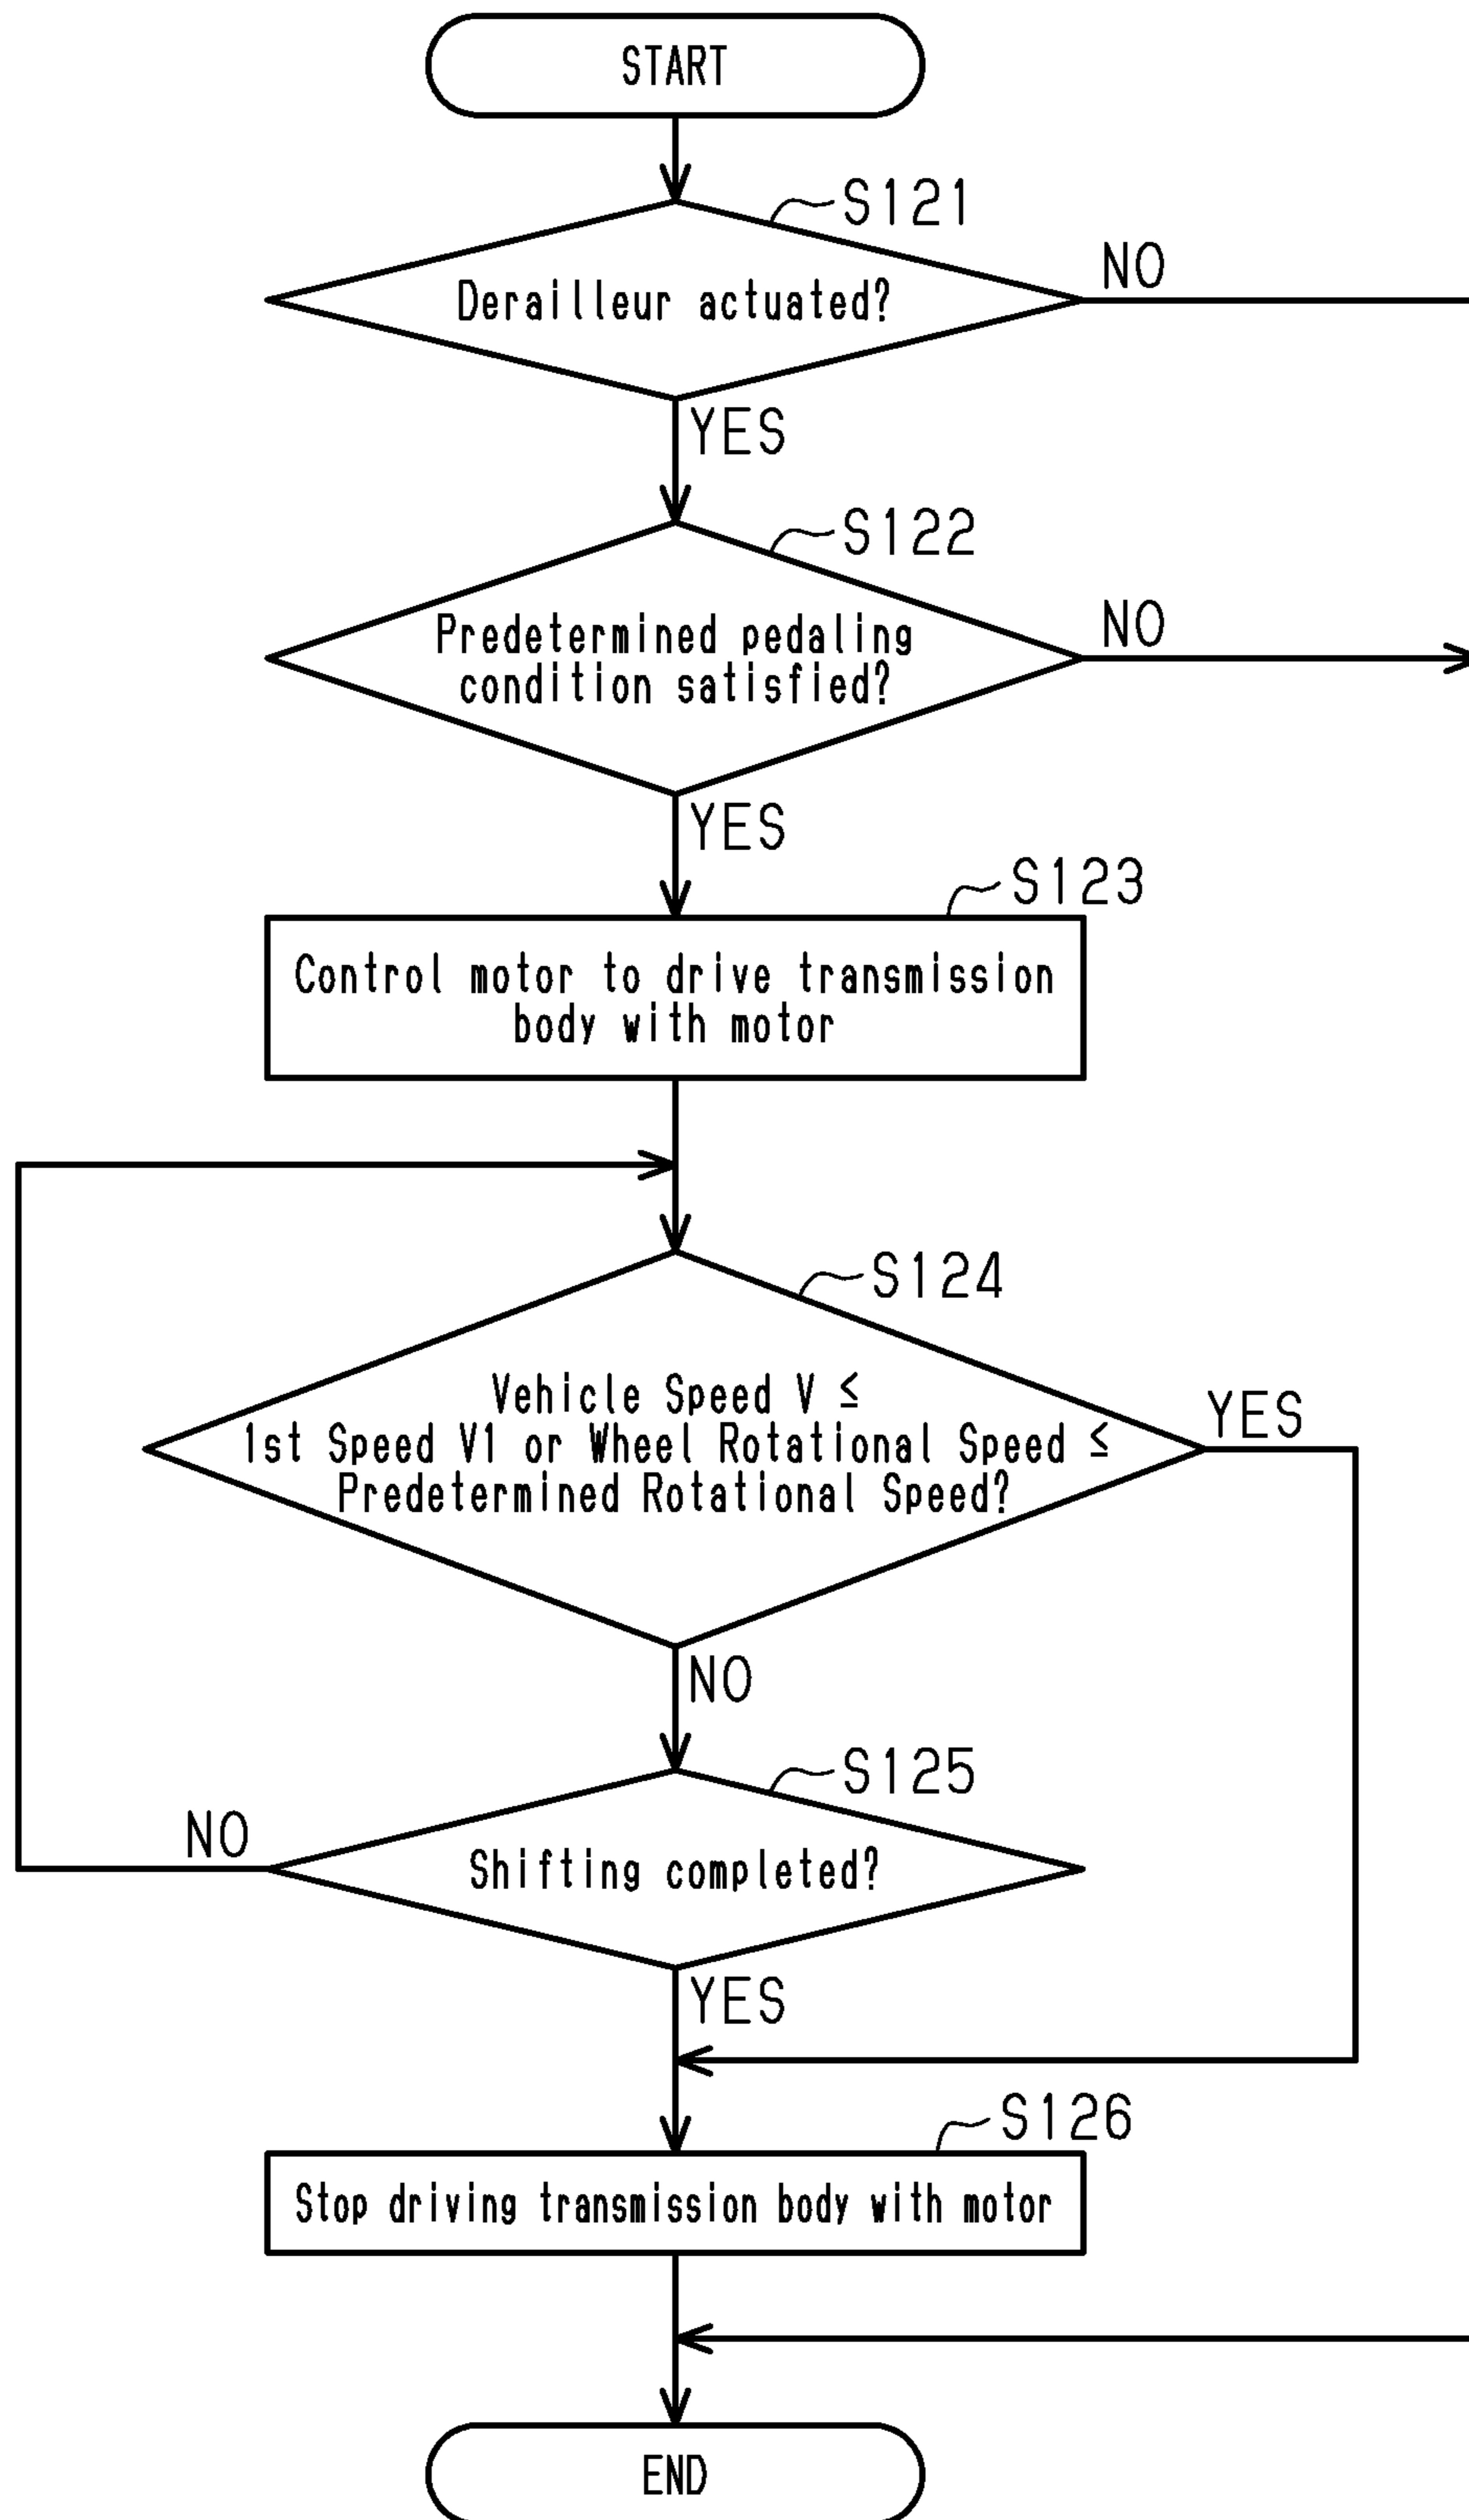 START
S121
Derailleur actuated?
NO
YES
S122
Predetermined pedaling
condition satisfied?
NO
YES
S123
Control motor to drive transmission
body with motor
S124
Vehicle Speed V ≤
1st Speed V1 or Wheel Rotational Speed ≤
Predetermined Rotational Speed?
YES
NO
S125
Shifting completed?
NO
YES
S126
Stop driving transmission body with motor
END